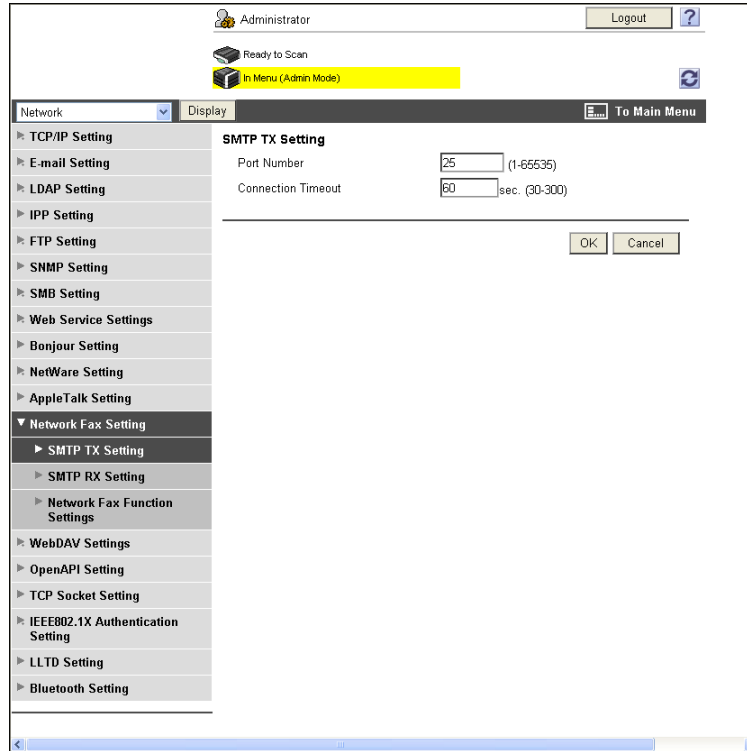 Administrator
Logout
?
Ready to Scan
In Menu (Admin Mode)
Network
Display
To Main Menu
TCP/IP Setting
E-mail Setting
LDAP Setting
IPP Setting
FTP Setting
SNMP Setting
SMB Setting
Web Service Settings
Bonjour Setting
NetWare Setting
AppleTalk Setting
Network Fax Setting
SMTP TX Setting
SMTP RX Setting
Network Fax Function
Settings
WebDAV Settings
OpenAPI Setting
TCP Socket Setting
IEEE802.1X Authentication
Setting
LLTD Setting
Bluetooth Setting
SMTP TX Setting
Port Number 25 (1-65535)
Connection Timeout 60 sec. (30-300)
OK Cancel